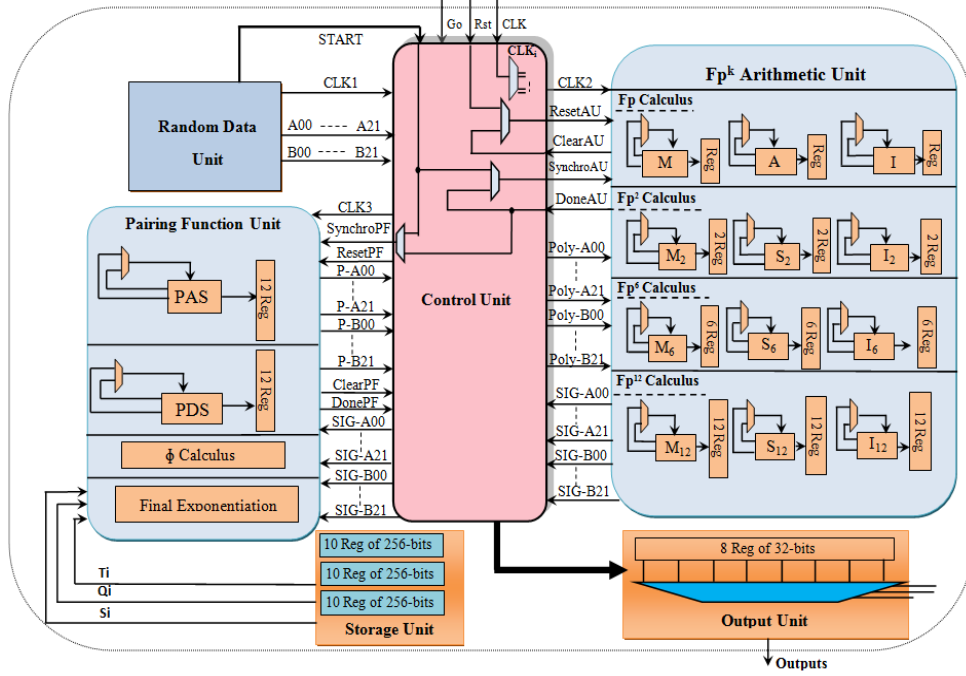 Go Rst CLK
START
CLK_i
CLK1
Random Data
Unit
A00 ---- A21
B00 ---- B21
CLK2
ResetAU
ClearAU
SynchroAU
DoneAU
Fp^k Arithmetic Unit
Fp Calculus
M Reg A Reg I Reg
Fp² Calculus
M₂ 2 Reg S₂ 2 Reg I₂ 2 Reg
Fp⁶ Calculus
M₆ 6 Reg S₆ 6 Reg I₆ 6 Reg
Fp¹² Calculus
M₁₂ 12 Reg S₁₂ 12 Reg I₁₂ 12 Reg
Control Unit
Poly-A00
Poly-A21
Poly-B00
Poly-B21
SIG-A00
SIG-A21
SIG-B00
SIG-B21
CLK3
SynchroPF
ResetPF
P-A00
P-A21
P-B00
P-B21
ClearPF
DonePF
SIG-A00
SIG-A21
SIG-B00
SIG-B21
Pairing Function Unit
PAS 12 Reg
PDS 12 Reg
ϕ Calculus
Final Exponentiation
Ti
Qi
Si
10 Reg of 256-bits
10 Reg of 256-bits
10 Reg of 256-bits
Storage Unit
8 Reg of 32-bits
Output Unit
Outputs